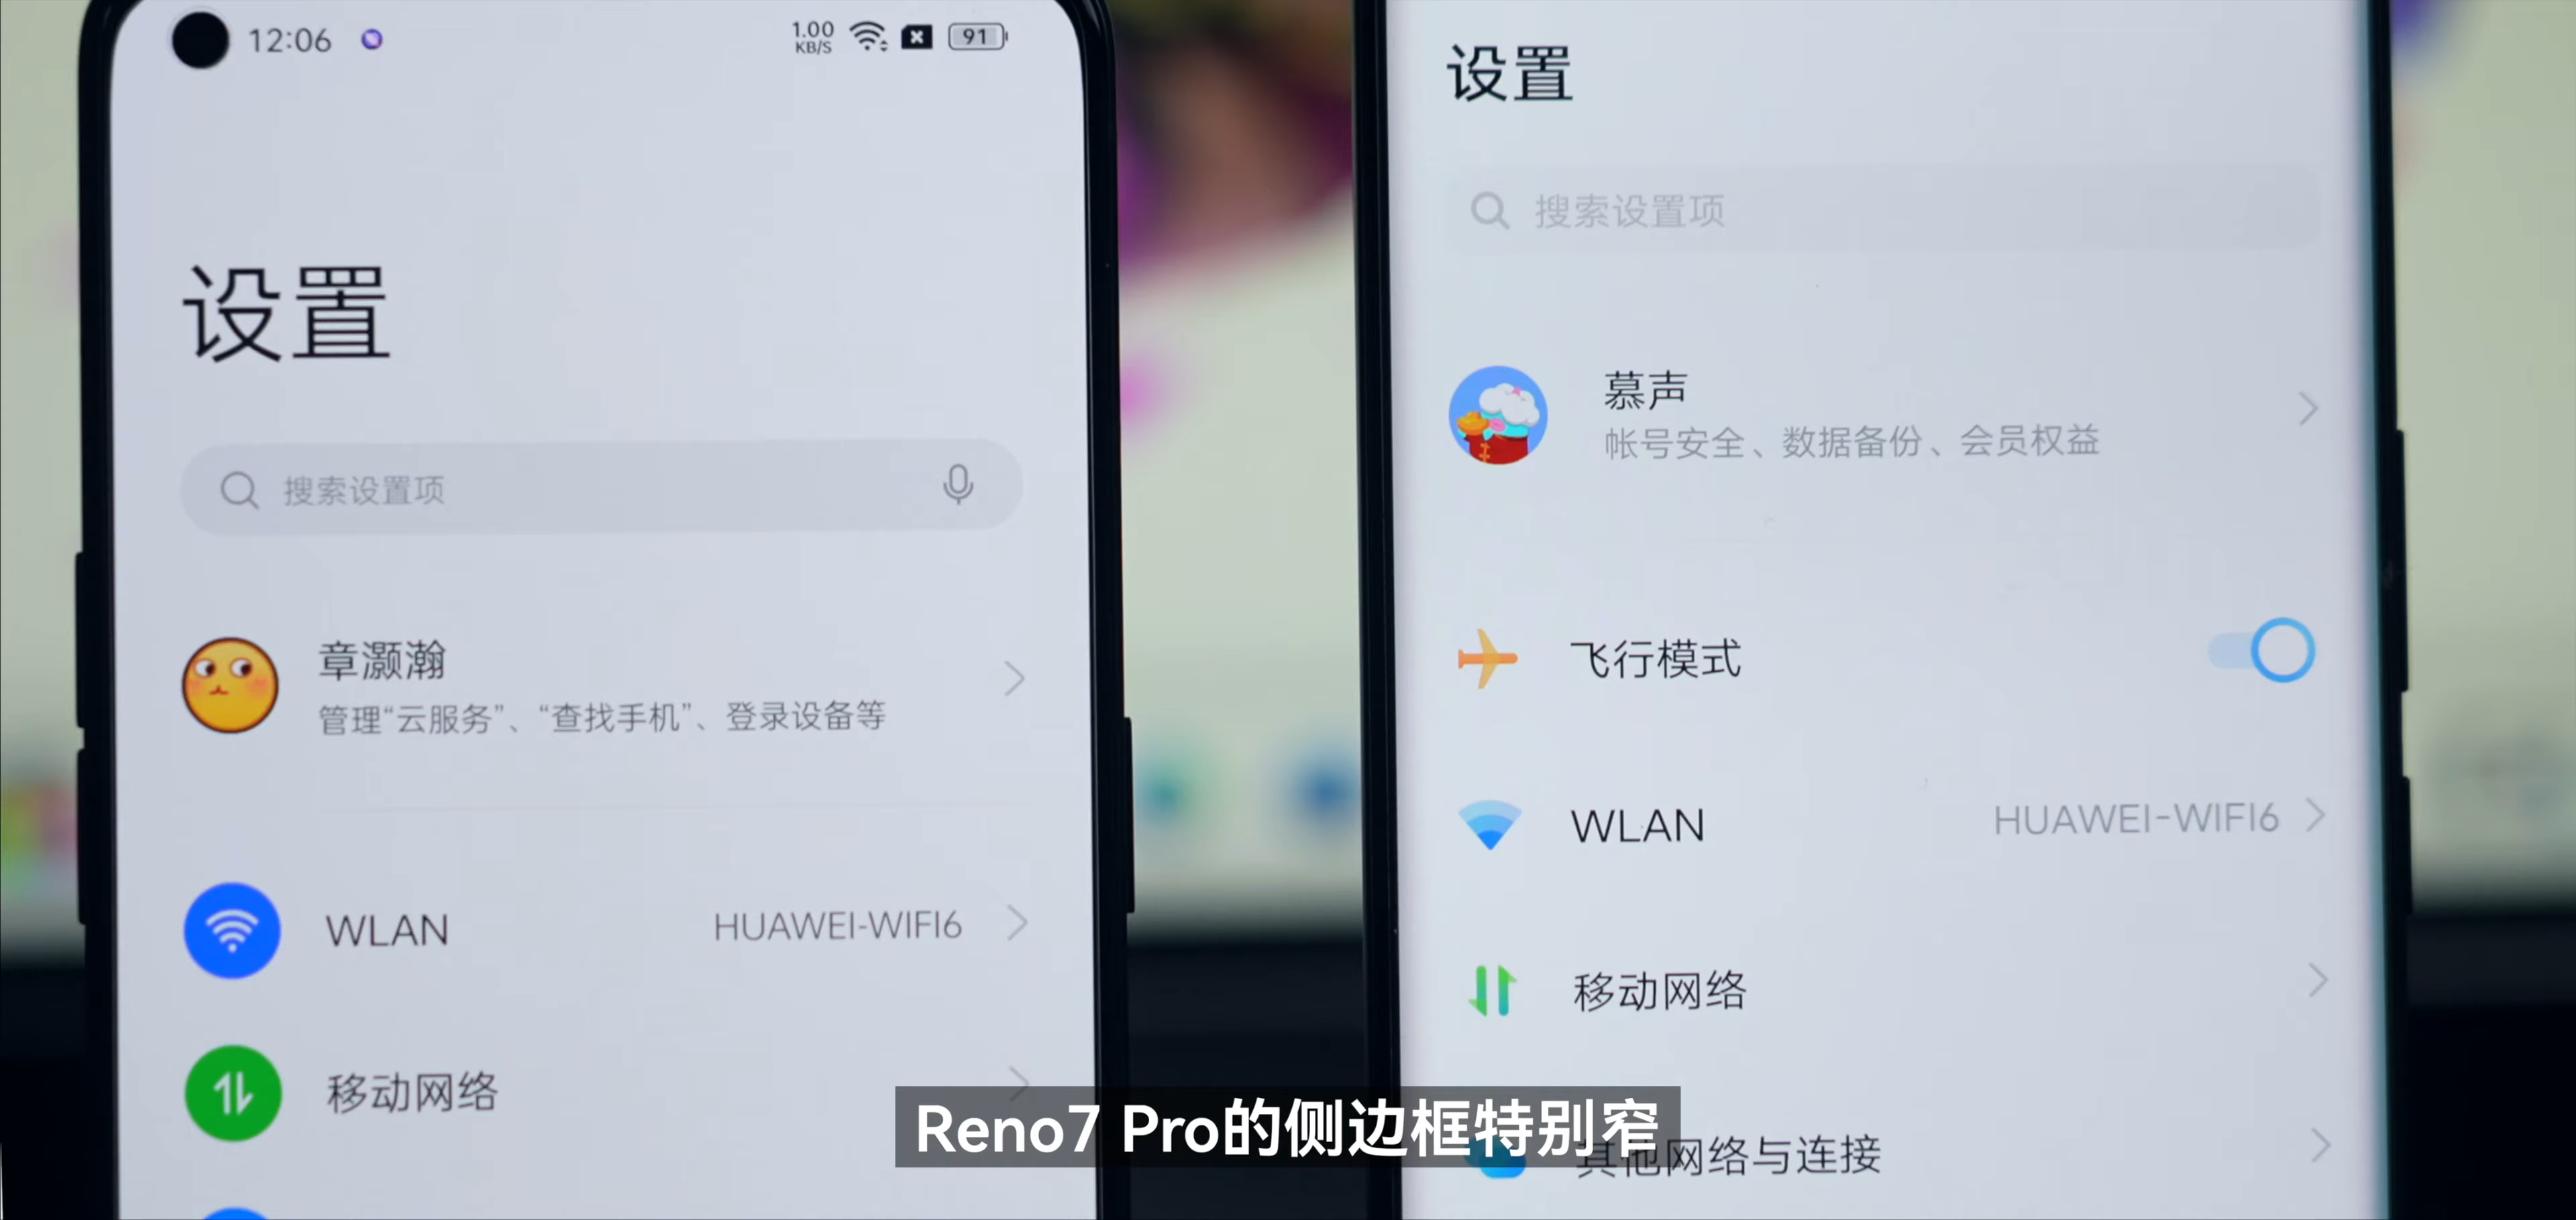 12:06
1.00
KB/S
91
设置
搜索设置项
章灏瀚
管理“云服务”、“查找手机”、登录设备等
WLAN
HUAWEI-WIFI6
移动网络
设置
搜索设置项
慕声
帐号安全、数据备份、会员权益
飞行模式
WLAN
HUAWEI-WIFI6
移动网络
其他网络与连接
Reno7 Pro的侧边框特别窄